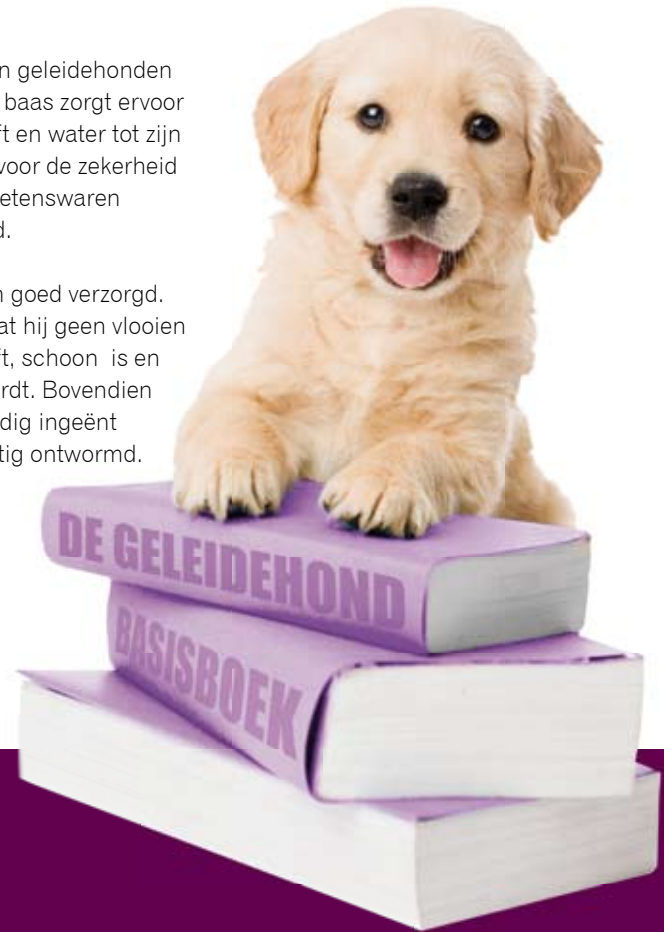 n geleidehonden
baas zorgt ervoor
ft en water tot zijn
voor de zekerheid
etenswaren
d.
n goed verzorgd.
at hij geen vlooien
ft, schoon is en
rdt. Bovendien
dig ingeënt
tig ontwormd.
DE GELEIDEHOND
BASISBOEK